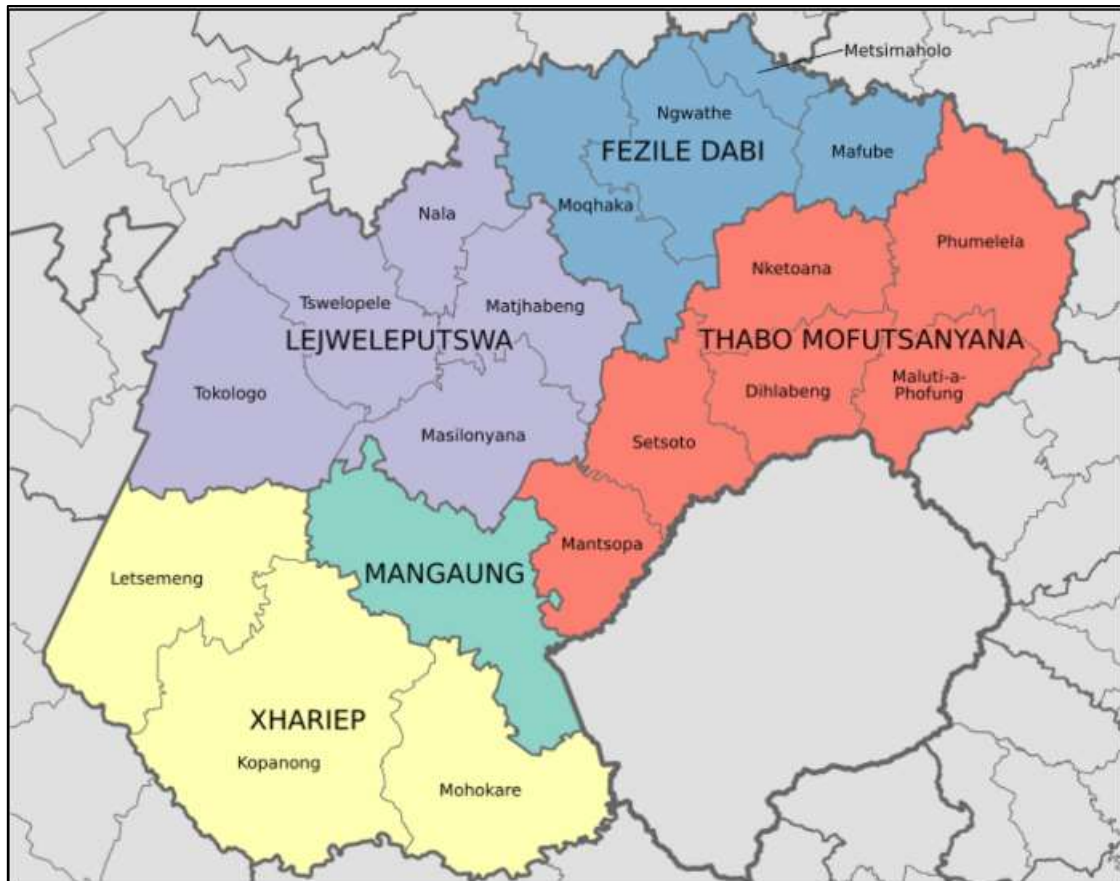 Metsimaholo
Ngwathe
FEZILE DABI
Mafube
Moqhaka
Nala
Phumelela
Nketoana
Tswelopele
Matjhabeng
LEJWELEPUTSWA
THABO MOFUTSANYANA
Tokologo
Dihlabeng
Maluti-a-
Phofung
Masilonyana
Setsoto
Mantsopa
MANGAUNG
Letsemeng
XHARIEP
Kopanong
Mohokare